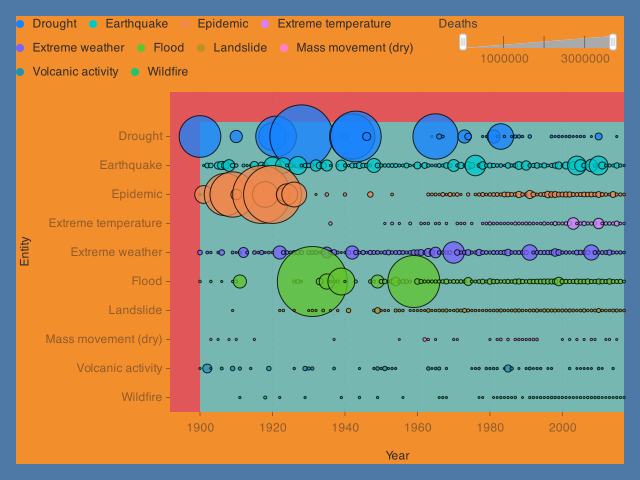 Drought Earthquake Epidemic Extreme temperature
Extreme weather Flood Landslide Mass movement (dry)
Volcanic activity Wildfire
Deaths
1000000 3000000
Entity
Drought
Earthquake
Epidemic
Extreme temperature
Extreme weather
Flood
Landslide
Mass movement (dry)
Volcanic activity
Wildfire
1900 1920 1940 1960 1980 2000
Year